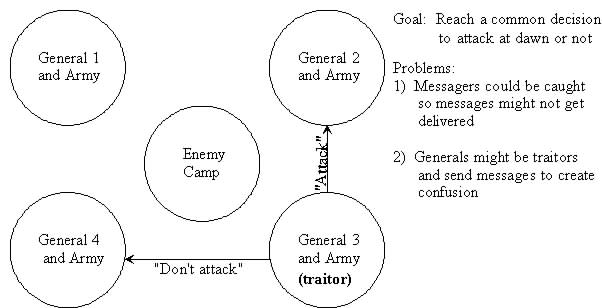 General 1
and Army
General 2
and Army
Goal: Reach a common decision
to attack at dawn or not
Problems:
1) Messagers could be caught
so messages might not get
delivered
2) Generals might be traitors
and send messages to create
confusion
Enemy
Camp
"Attack"
General 4
and Army
"Don't attack"
General 3
and Army
(traitor)